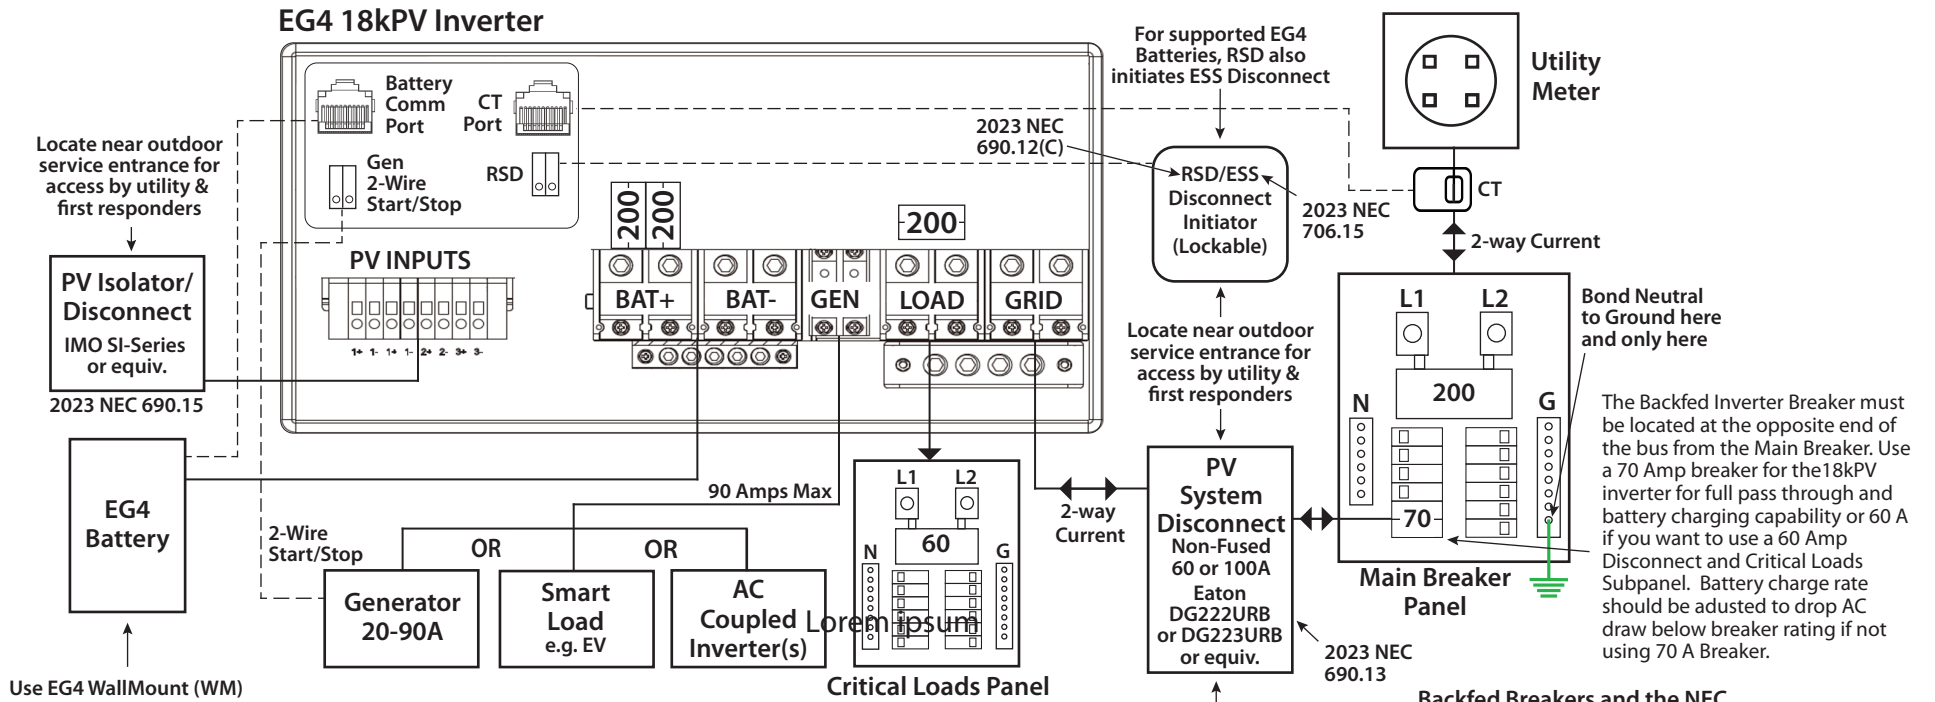 EG4 18kPV Inverter
Battery
Comm
Port
CT
Port
Gen
2-Wire
Start/Stop
RSD
PV INPUTS
1+ 1- 1+ 1- 2+ 2- 3+ 3-
200
200
200
BAT+
BAT-
GEN
LOAD
GRID
Locate near outdoor
service entrance for
access by utility &
first responders
PV Isolator/
Disconnect
IMO SI-Series
or equiv.
2023 NEC 690.15
EG4
Battery
Use EG4 WallMount (WM)
2-Wire
Start/Stop
90 Amps Max
OR
OR
Generator
20-90A
Smart
Load
e.g. EV
AC
Coupled
Inverter(s)
Lorem ipsum
L1
L2
60
N
G
Critical Loads Panel
For supported EG4
Batteries, RSD also
initiates ESS Disconnect
2023 NEC
690.12(C)
RSD/ESS
Disconnect
Initiator
(Lockable)
2023 NEC
706.15
Locate near outdoor
service entrance for
access by utility &
first responders
2-way
Current
PV
System
Disconnect
Non-Fused
60 or 100A
Eaton
DG222URB
or DG223URB
or equiv.
2023 NEC
690.13
Utility
Meter
CT
2-way Current
L1
L2
200
N
G
70
Main Breaker
Panel
Bond Neutral
to Ground here
and only here
The Backfed Inverter Breaker must
be located at the opposite end of
the bus from the Main Breaker. Use
a 70 Amp breaker for the18kPV
inverter for full pass through and
battery charging capability or 60 A
if you want to use a 60 Amp
Disconnect and Critical Loads
Subpanel. Battery charge rate
should be adusted to drop AC
draw below breaker rating if not
using 70 A Breaker.
Backfed Breakers and the NEC